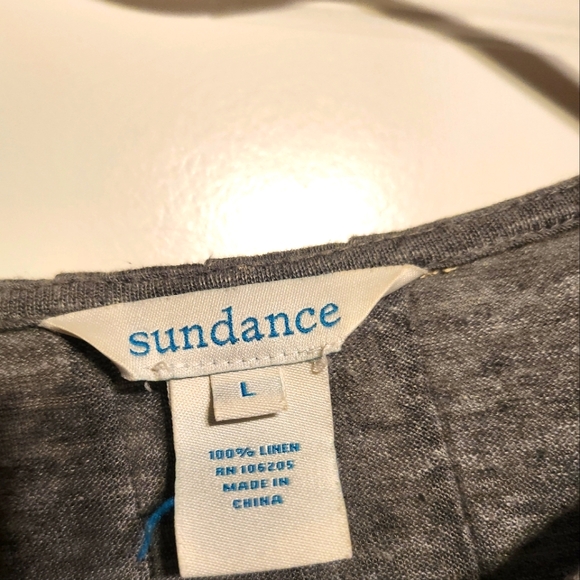 sundance
L
100% LINEN
RN 106205
MADE IN
CHINA